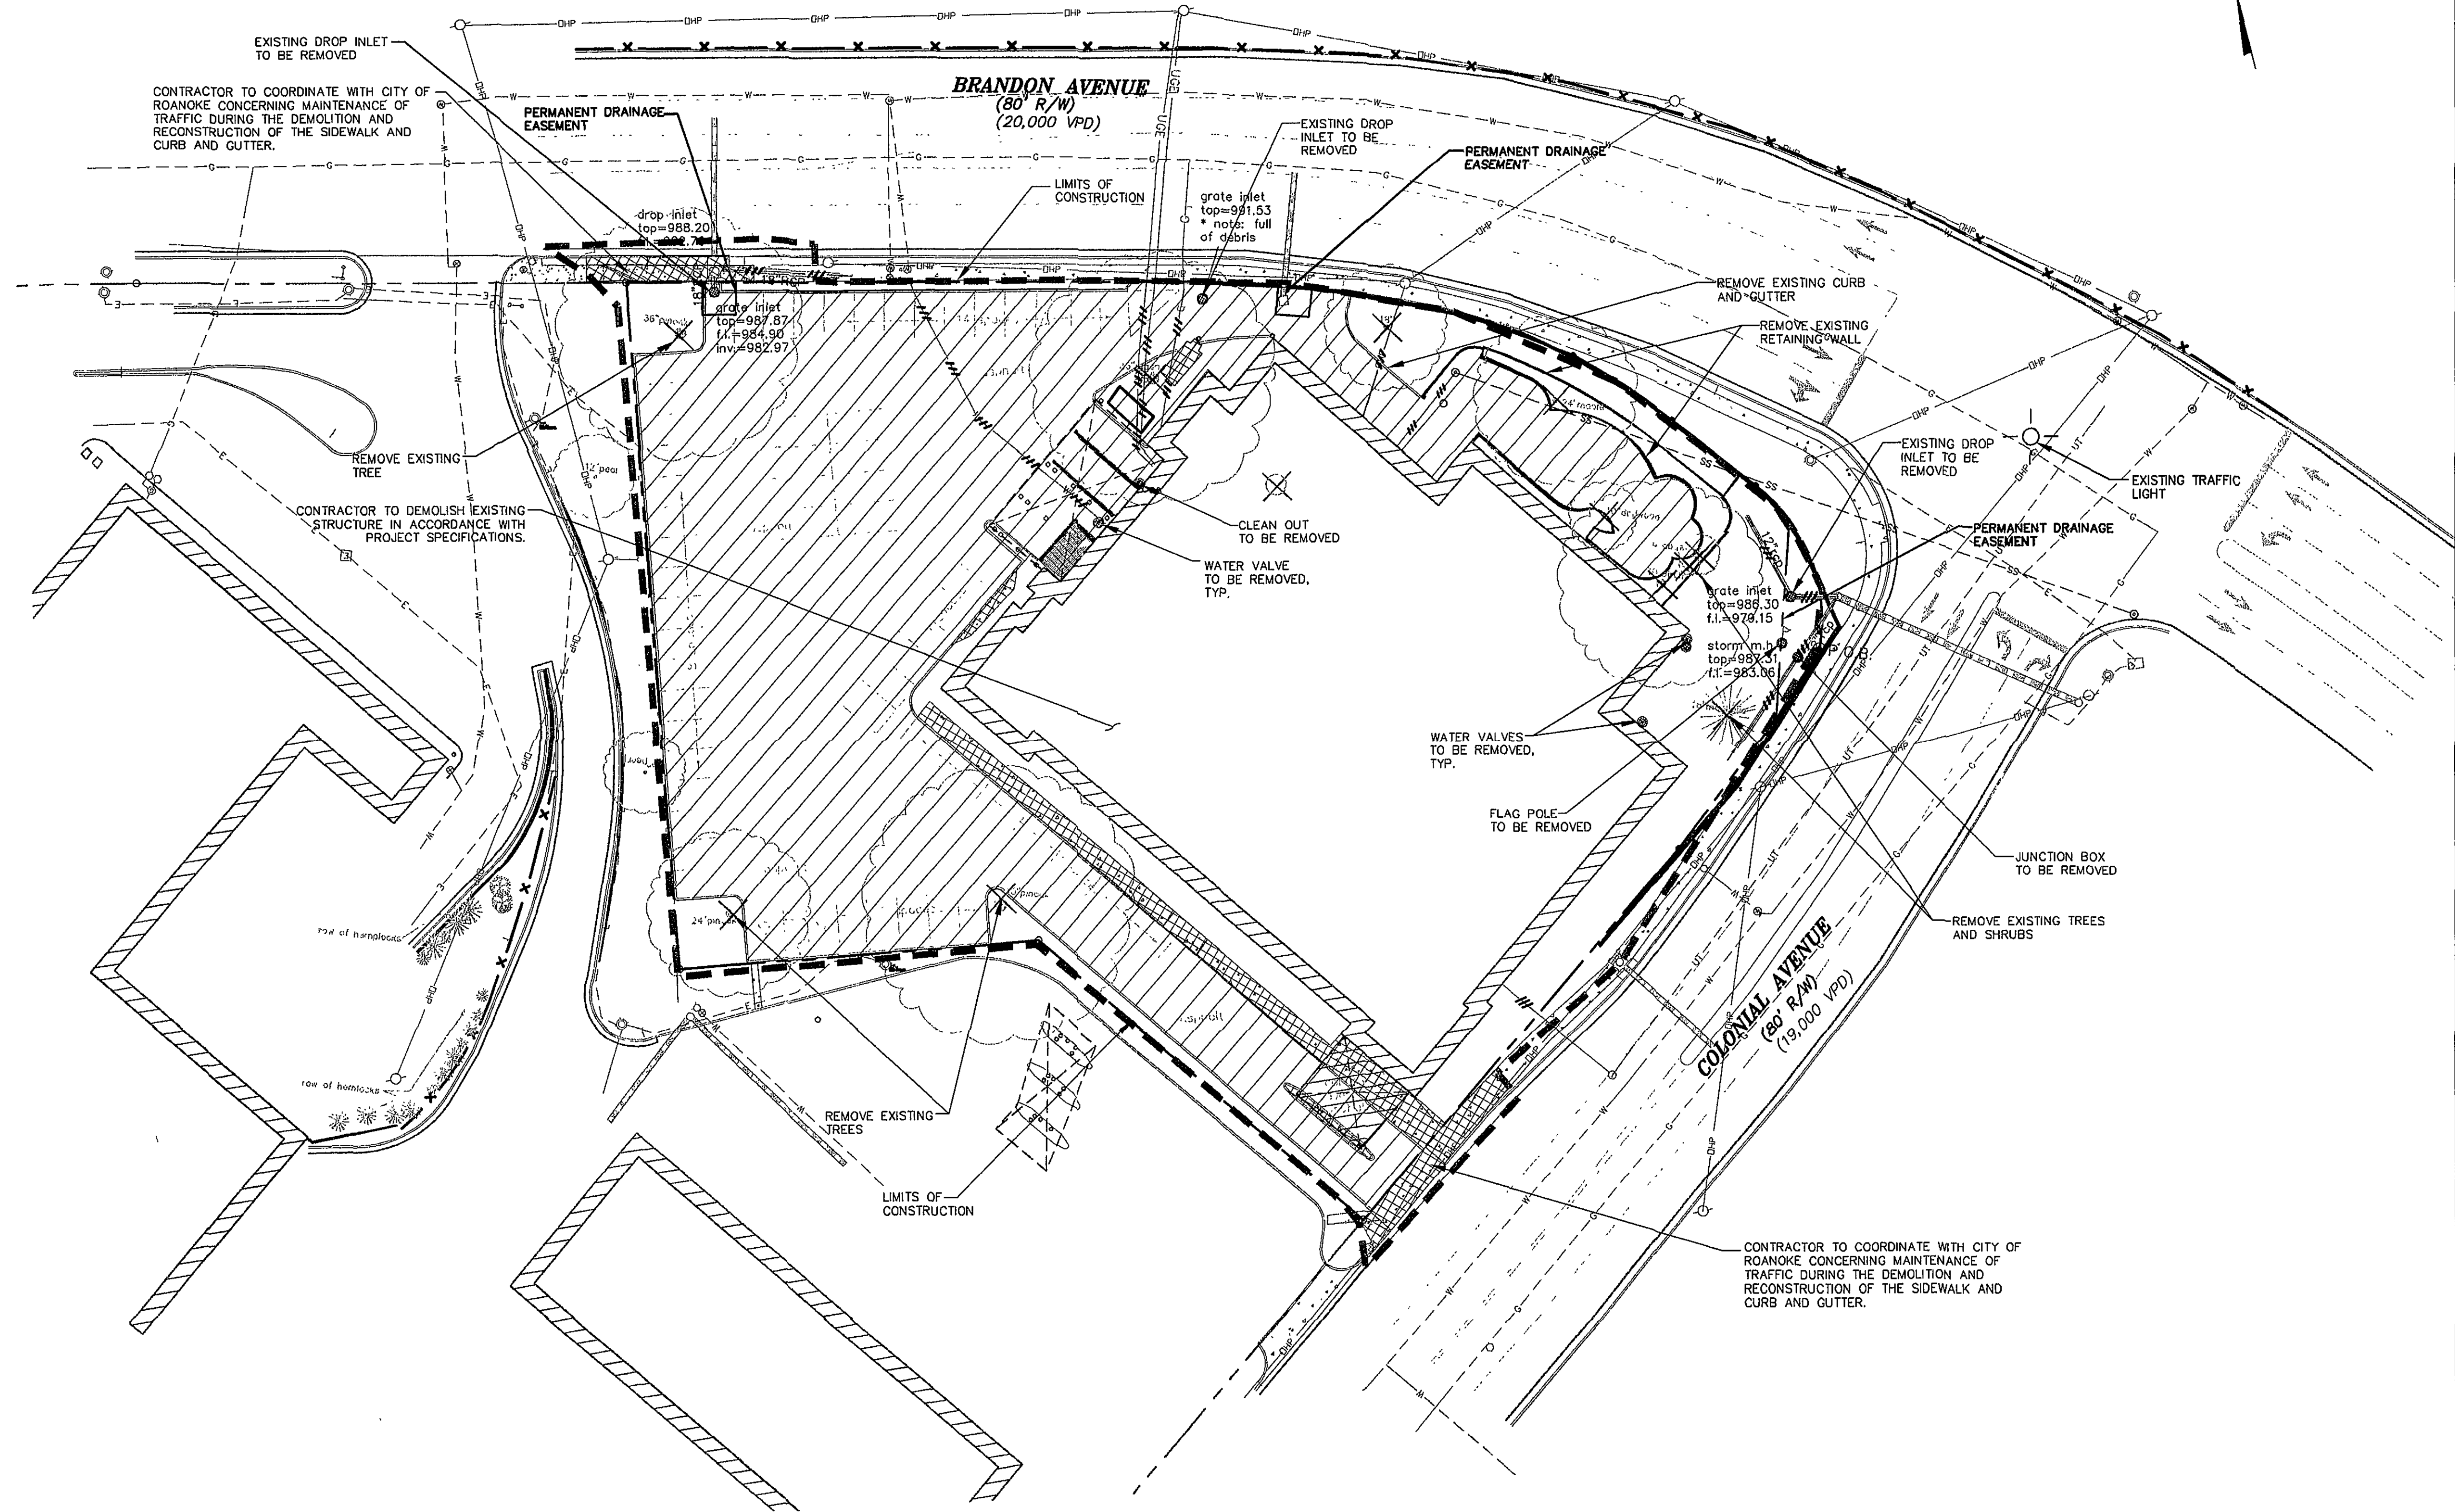 EXISTING DROP INLET
TO BE REMOVED
CONTRACTOR TO COORDINATE WITH CITY OF
ROANOKE CONCERNING MAINTENANCE OF
TRAFFIC DURING THE DEMOLITION AND
RECONSTRUCTION OF THE SIDEWALK AND
CURB AND GUTTER.
PERMANENT DRAINAGE
EASEMENT
BRANDON AVENUE
(80' R/W)
(20,000 VPD)
EXISTING DROP
INLET TO BE
REMOVED
PERMANENT DRAINAGE
EASEMENT
LIMITS OF
CONSTRUCTION
grate inlet
top=991.53
* note: full
of debris
drop inlet
top=988.20
18"
grate inlet
top=987.87
f.i.=984.90
inv.=982.97
REMOVE EXISTING CURB
AND GUTTER
REMOVE EXISTING
RETAINING WALL
REMOVE EXISTING
TREE
EXISTING DROP
INLET TO BE
REMOVED
EXISTING TRAFFIC
LIGHT
CONTRACTOR TO DEMOLISH EXISTING
STRUCTURE IN ACCORDANCE WITH
PROJECT SPECIFICATIONS.
CLEAN OUT
TO BE REMOVED
PERMANENT DRAINAGE
EASEMENT
WATER VALVE
TO BE REMOVED,
TYP.
grate inlet
top=986.30
f.i.=979.15
storm m.h
top=987.31
f.i.=983.06
P.O.B.
WATER VALVES
TO BE REMOVED,
TYP.
FLAG POLE
TO BE REMOVED
JUNCTION BOX
TO BE REMOVED
REMOVE EXISTING TREES
AND SHRUBS
COLONIAL AVENUE
(80' R/W)
(19,000 VPD)
row of hemlocks
row of hemlocks
REMOVE EXISTING
TREES
LIMITS OF
CONSTRUCTION
CONTRACTOR TO COORDINATE WITH CITY OF
ROANOKE CONCERNING MAINTENANCE OF
TRAFFIC DURING THE DEMOLITION AND
RECONSTRUCTION OF THE SIDEWALK AND
CURB AND GUTTER.